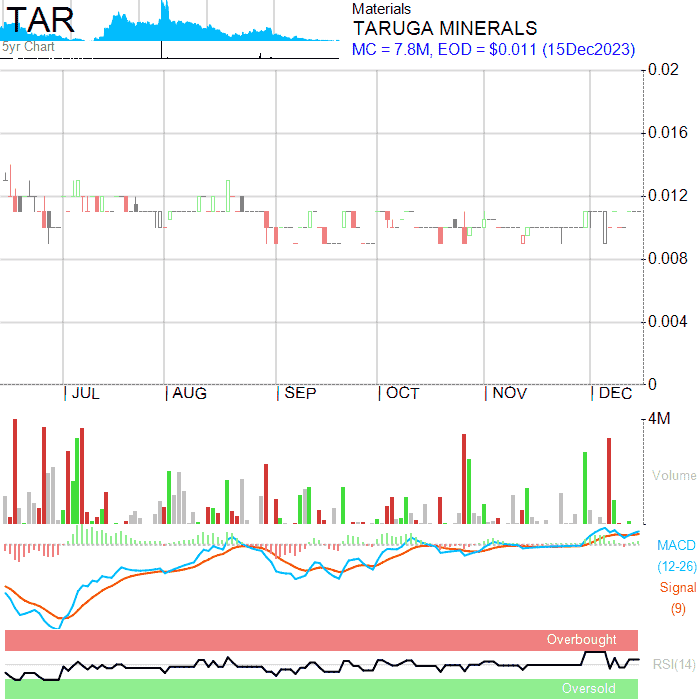 TAR
5yr Chart
Materials
TARUGA MINERALS
MC = 7.8M, EOD = $0.011 (15Dec2023)
0.02
0.016
0.012
0.008
0.004
0
JUL AUG SEP OCT NOV DEC
4M
Volume
MACD
(12-26)
Signal
(9)
Overbought
RSI(14)
Oversold